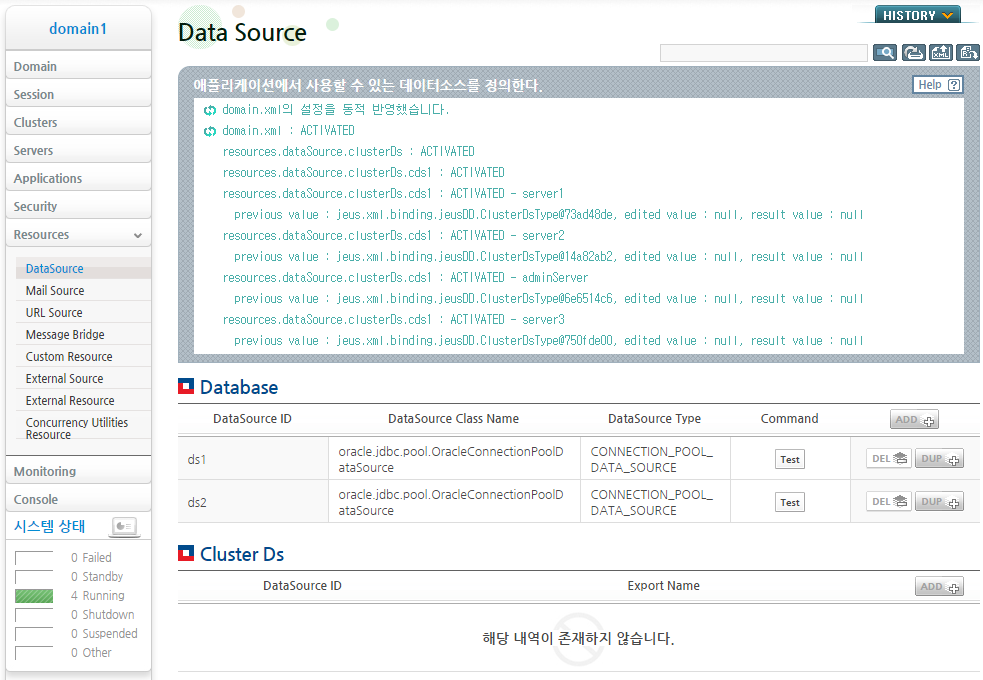 domain1
Domain
Session
Clusters
Servers
Applications
Security
Resources
DataSource
Mail Source
URL Source
Message Bridge
Custom Resource
External Source
External Resource
Concurrency Utilities
Resource
Monitoring
Console
시스템 상태
0 Failed
0 Standby
4 Running
0 Shutdown
0 Suspended
0 Other
HISTORY
Data Source
XML
애플리케이션에서 사용할 수 있는 데이터소스를 정의한다.
Help ?
domain.xml의 설정을 동적 반영했습니다.
domain.xml : ACTIVATED
resources.dataSource.clusterDs : ACTIVATED
resources.dataSource.clusterDs.cds1 : ACTIVATED
resources.dataSource.clusterDs.cds1 : ACTIVATED - server1
previous value : jeus.xml.binding.jeusDD.ClusterDsType@73ad48de, edited value : null, result value : null
resources.dataSource.clusterDs.cds1 : ACTIVATED - server2
previous value : jeus.xml.binding.jeusDD.ClusterDsType@14a82ab2, edited value : null, result value : null
resources.dataSource.clusterDs.cds1 : ACTIVATED - adminServer
previous value : jeus.xml.binding.jeusDD.ClusterDsType@6e6514c6, edited value : null, result value : null
resources.dataSource.clusterDs.cds1 : ACTIVATED - server3
previous value : jeus.xml.binding.jeusDD.ClusterDsType@750fde00, edited value : null, result value : null
Database
DataSource ID DataSource Class Name DataSource Type Command ADD
ds1 oracle.jdbc.pool.OracleConnectionPoolD CONNECTION_POOL_ Test DEL DUP
ataSource DATA_SOURCE
ds2 oracle.jdbc.pool.OracleConnectionPoolD CONNECTION_POOL_ Test DEL DUP
ataSource DATA_SOURCE
Cluster Ds
DataSource ID Export Name ADD
해당 내역이 존재하지 않습니다.